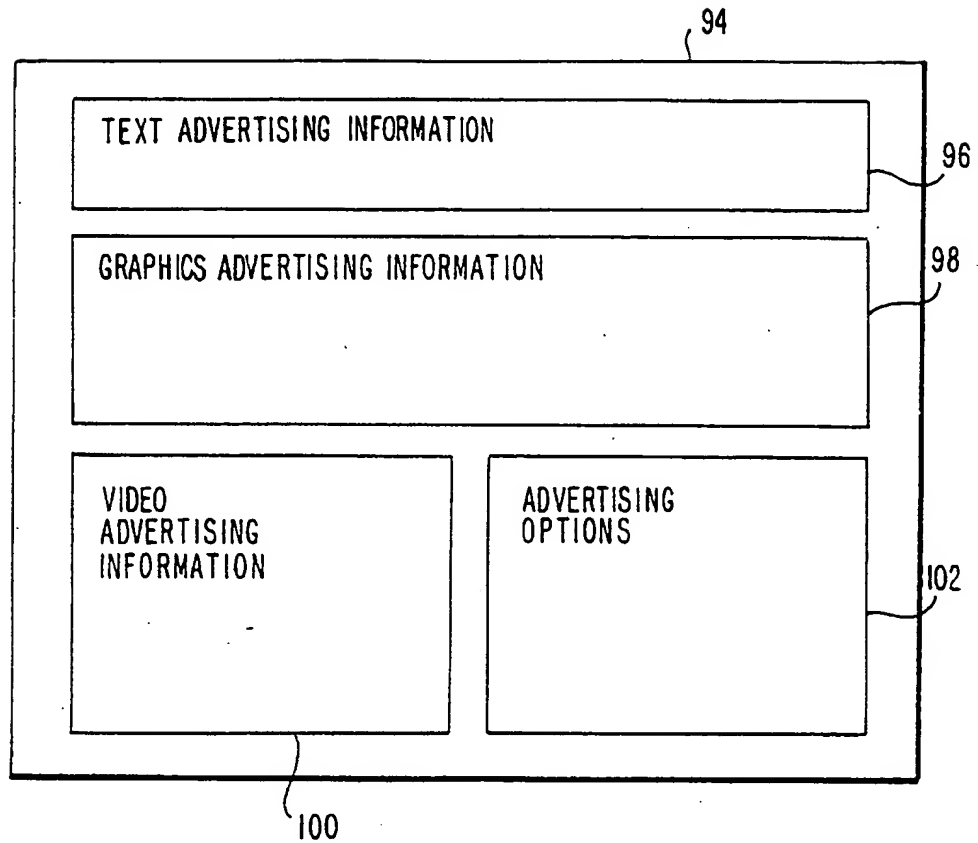 94
TEXT ADVERTISING INFORMATION
96
GRAPHICS ADVERTISING INFORMATION
98
VIDEO
ADVERTISING
INFORMATION
ADVERTISING
OPTIONS
102
100